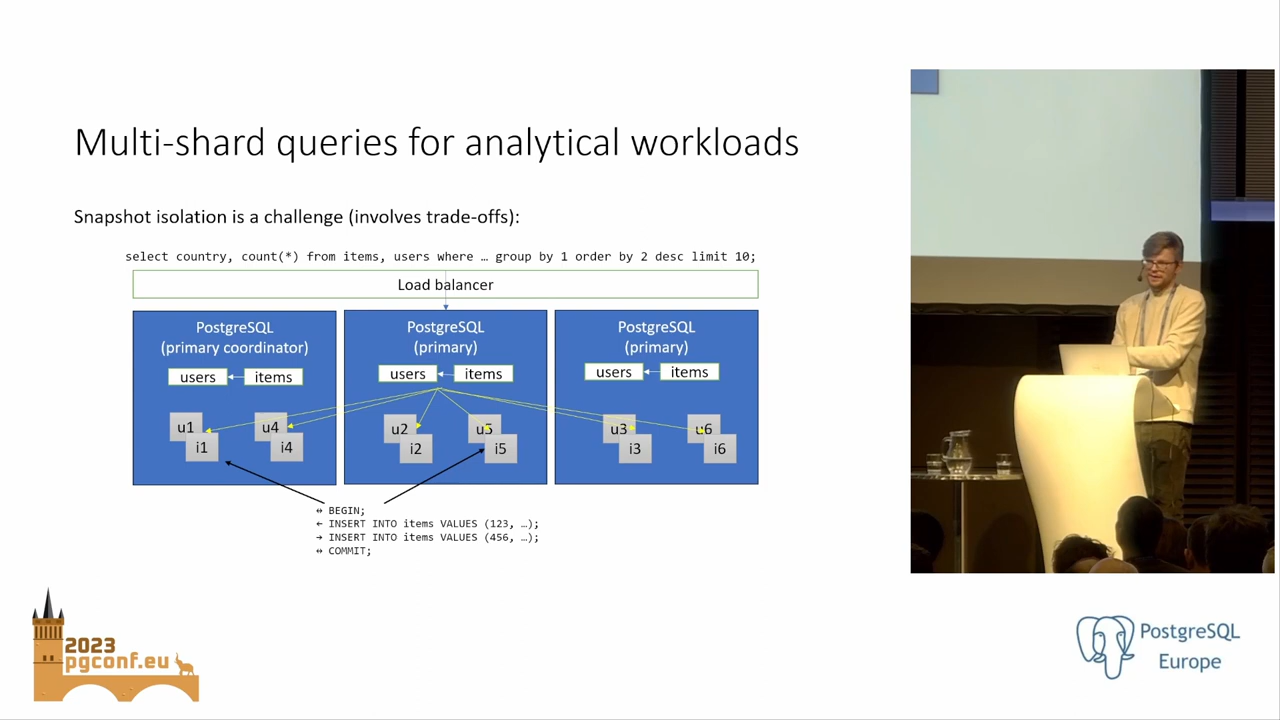 Multi-shard queries for analytical workloads
Snapshot isolation is a challenge (involves trade-offs):
select country, count(*) from items, users where … group by 1 order by 2 desc limit 10;
Load balancer
PostgreSQL
(primary coordinator)
users
items
u1
i1
u4
i4
PostgreSQL
(primary)
users
items
u2
i2
u5
i5
PostgreSQL
(primary)
users
items
u3
i3
u6
i6
↔ BEGIN;
← INSERT INTO items VALUES (123, …);
→ INSERT INTO items VALUES (456, …);
↔ COMMIT;
2023
pgconf.eu
PostgreSQL
Europe